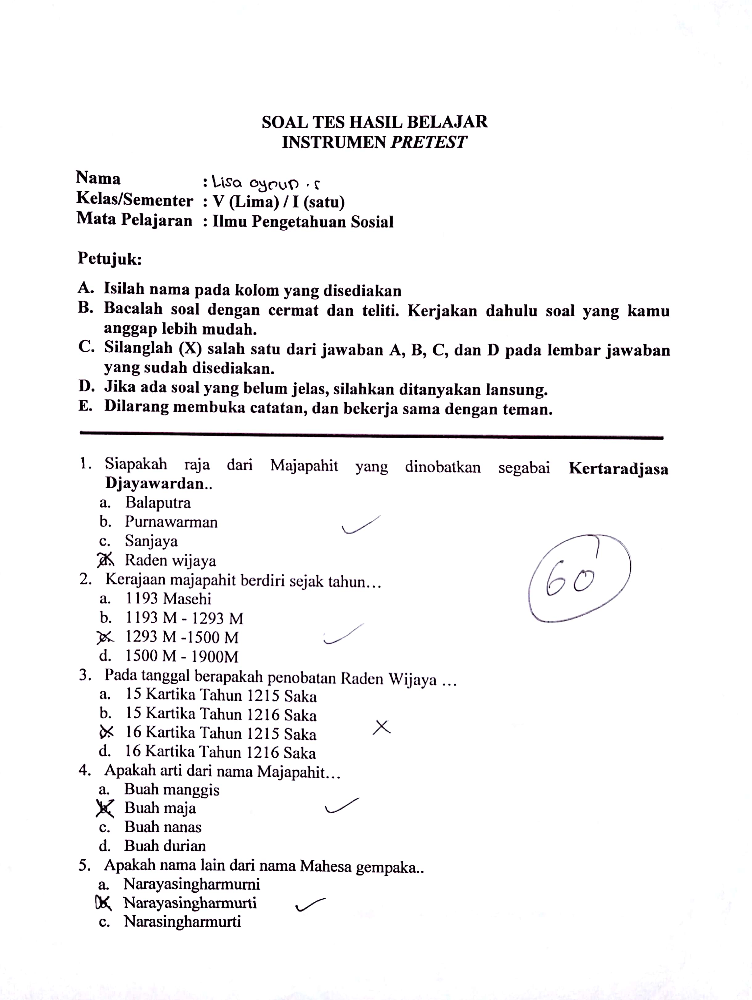 SOAL TES HASIL BELAJAR
INSTRUMEN PRETEST
Nama : Lisa oyrun . s
Kelas/Sementer : V (Lima) / I (satu)
Mata Pelajaran : Ilmu Pengetahuan Sosial
Petujuk:
A. Isilah nama pada kolom yang disediakan
B. Bacalah soal dengan cermat dan teliti. Kerjakan dahulu soal yang kamu
anggap lebih mudah.
C. Silanglah (X) salah satu dari jawaban A, B, C, dan D pada lembar jawaban
yang sudah disediakan.
D. Jika ada soal yang belum jelas, silahkan ditanyakan lansung.
E. Dilarang membuka catatan, dan bekerja sama dengan teman.
1. Siapakah raja dari Majapahit yang dinobatkan segabai Kertaradjasa
Djayawardan..
a. Balaputra
b. Purnawarman
c. Sanjaya
d. Raden wijaya
2. Kerajaan majapahit berdiri sejak tahun...
a. 1193 Masehi
b. 1193 M - 1293 M
c. 1293 M -1500 M
d. 1500 M - 1900M
60
3. Pada tanggal berapakah penobatan Raden Wijaya ...
a. 15 Kartika Tahun 1215 Saka
b. 15 Kartika Tahun 1216 Saka
c. 16 Kartika Tahun 1215 Saka
d. 16 Kartika Tahun 1216 Saka
4. Apakah arti dari nama Majapahit...
a. Buah manggis
b. Buah maja
c. Buah nanas
d. Buah durian
5. Apakah nama lain dari nama Mahesa gempaka..
a. Narayasingharmurni
b. Narayasingharmurti
c. Narasingharmurti